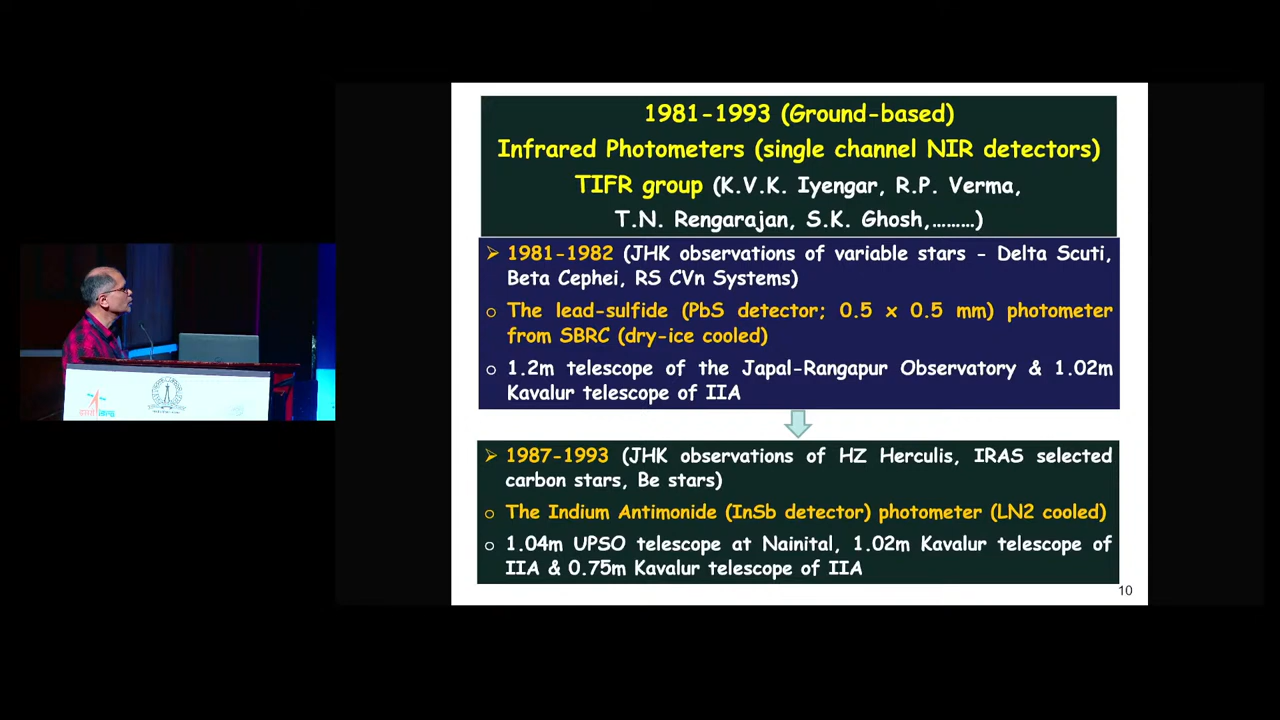 1981-1993 (Ground-based)
Infrared Photometers (single channel NIR detectors)
TIFR group (K.V.K. Iyengar, R.P. Verma,
T.N. Rengarajan, S.K. Ghosh,………)
➢ 1981-1982 (JHK observations of variable stars - Delta Scuti,
Beta Cephei, RS CVn Systems)
o The lead-sulfide (PbS detector; 0.5 x 0.5 mm) photometer
from SBRC (dry-ice cooled)
o 1.2m telescope of the Japal-Rangapur Observatory & 1.02m
Kavalur telescope of IIA
➢ 1987-1993 (JHK observations of HZ Herculis, IRAS selected
carbon stars, Be stars)
o The Indium Antimonide (InSb detector) photometer (LN2 cooled)
o 1.04m UPSO telescope at Nainital, 1.02m Kavalur telescope of
IIA & 0.75m Kavalur telescope of IIA
10
इसरो isro